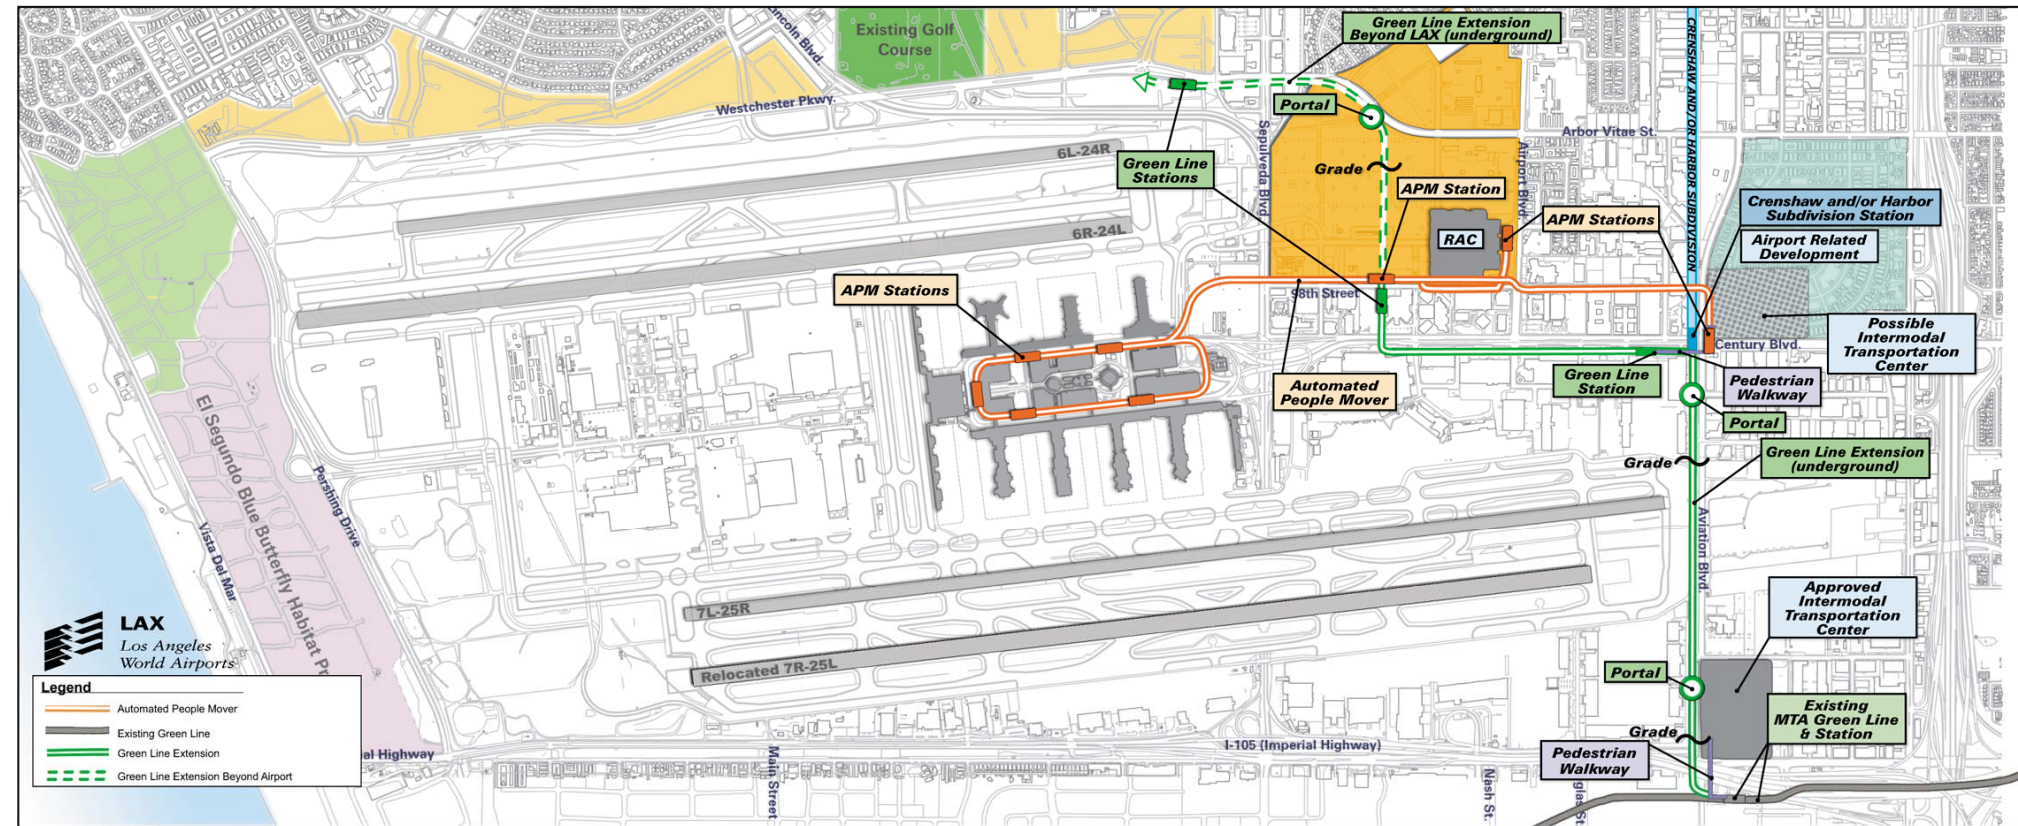 Lincoln Blvd.
Existing Golf
Course
Green Line Extension
Beyond LAX (underground)
CRENSHAW AND/OR HARBOR SUBDIVISION
Westchester Pkwy.
Portal
Sepulveda Blvd.
Arbor Vitae St.
Airport Blvd.
6L-24R
Green Line
Stations
Grade
APM Station
Crenshaw and/or Harbor
Subdivision Station
APM Stations
6R-24L
RAC
Airport Related
Development
APM Stations
98th Street
Possible
Intermodal
Transportation
Center
Century Blvd.
Green Line
Station
Pedestrian
Walkway
Automated
People Mover
Portal
El Segundo Blue Butterfly Habitat Pr
Pershing Drive
Vista Del Mar
Grade
Green Line Extension
(underground)
Aviation Blvd.
7L-25R
Relocated 7R-25L
Approved
Intermodal
Transportation
Center
Portal
LAX
Los Angeles
World Airports
Legend
Automated People Mover
Existing Green Line
Green Line Extension
Green Line Extension Beyond Airport
al Highway
Main Street
I-105 (Imperial Highway)
Nash St.
glas St.
Existing
MTA Green Line
& Station
Grade
Pedestrian
Walkway